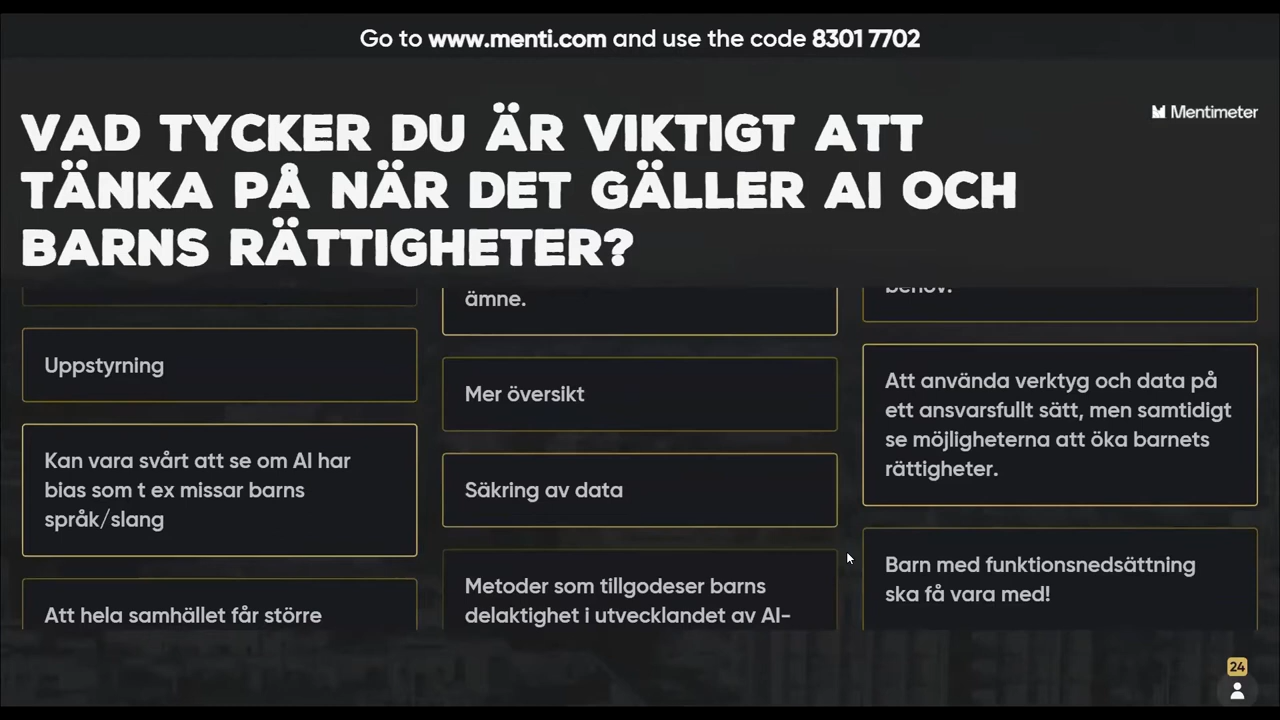 Go to www.menti.com and use the code 8301 7702
Mentimeter
VAD TYCKER DU ÄR VIKTIGT ATT
TÄNKA PÅ NÄR DET GÄLLER AI OCH
BARNS RÄTTIGHETER?
Uppstyrning
Kan vara svårt att se om AI har
bias som t ex missar barns
språk/slang
Att hela samhället får större
ämne.
Mer översikt
Säkring av data
Metoder som tillgodeser barns
delaktighet i utvecklandet av AI-
behov.
Att använda verktyg och data på
ett ansvarsfullt sätt, men samtidigt
se möjligheterna att öka barnets
rättigheter.
Barn med funktionsnedsättning
ska få vara med!
24